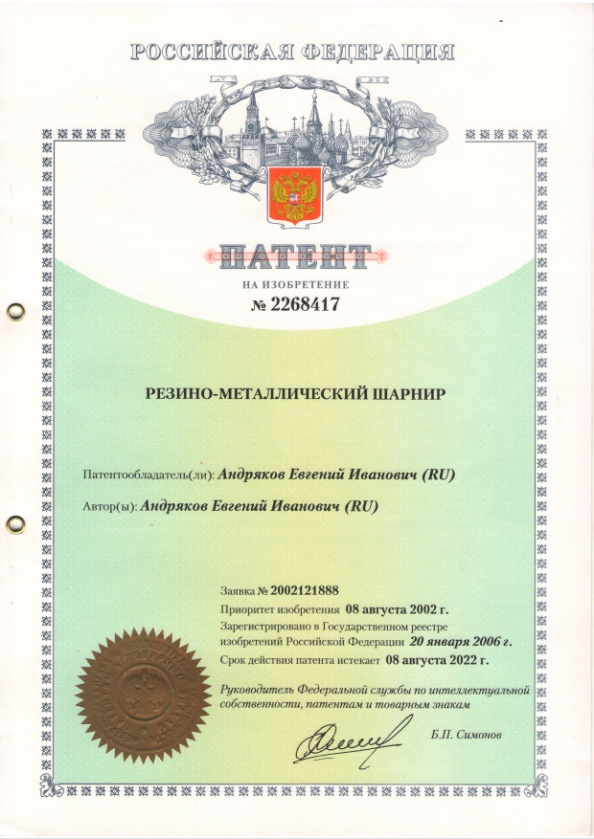 РОССИЙСКАЯ ФЕДЕРАЦИЯ
ПАТЕНТ
НА ИЗОБРЕТЕНИЕ
№ 2268417
РЕЗИНО-МЕТАЛЛИЧЕСКИЙ ШАРНИР
Патентообладатель(ли): Андряков Евгений Иванович (RU)
Автор(ы): Андряков Евгений Иванович (RU)
Заявка № 2002121888
Приоритет изобретения 08 августа 2002 г.
Зарегистрировано в Государственном реестре
изобретений Российской Федерации 20 января 2006 г.
Срок действия патента истекает 08 августа 2022 г.
Руководитель Федеральной службы по интеллектуальной
собственности, патентам и товарным знакам
Б.П. Симонов